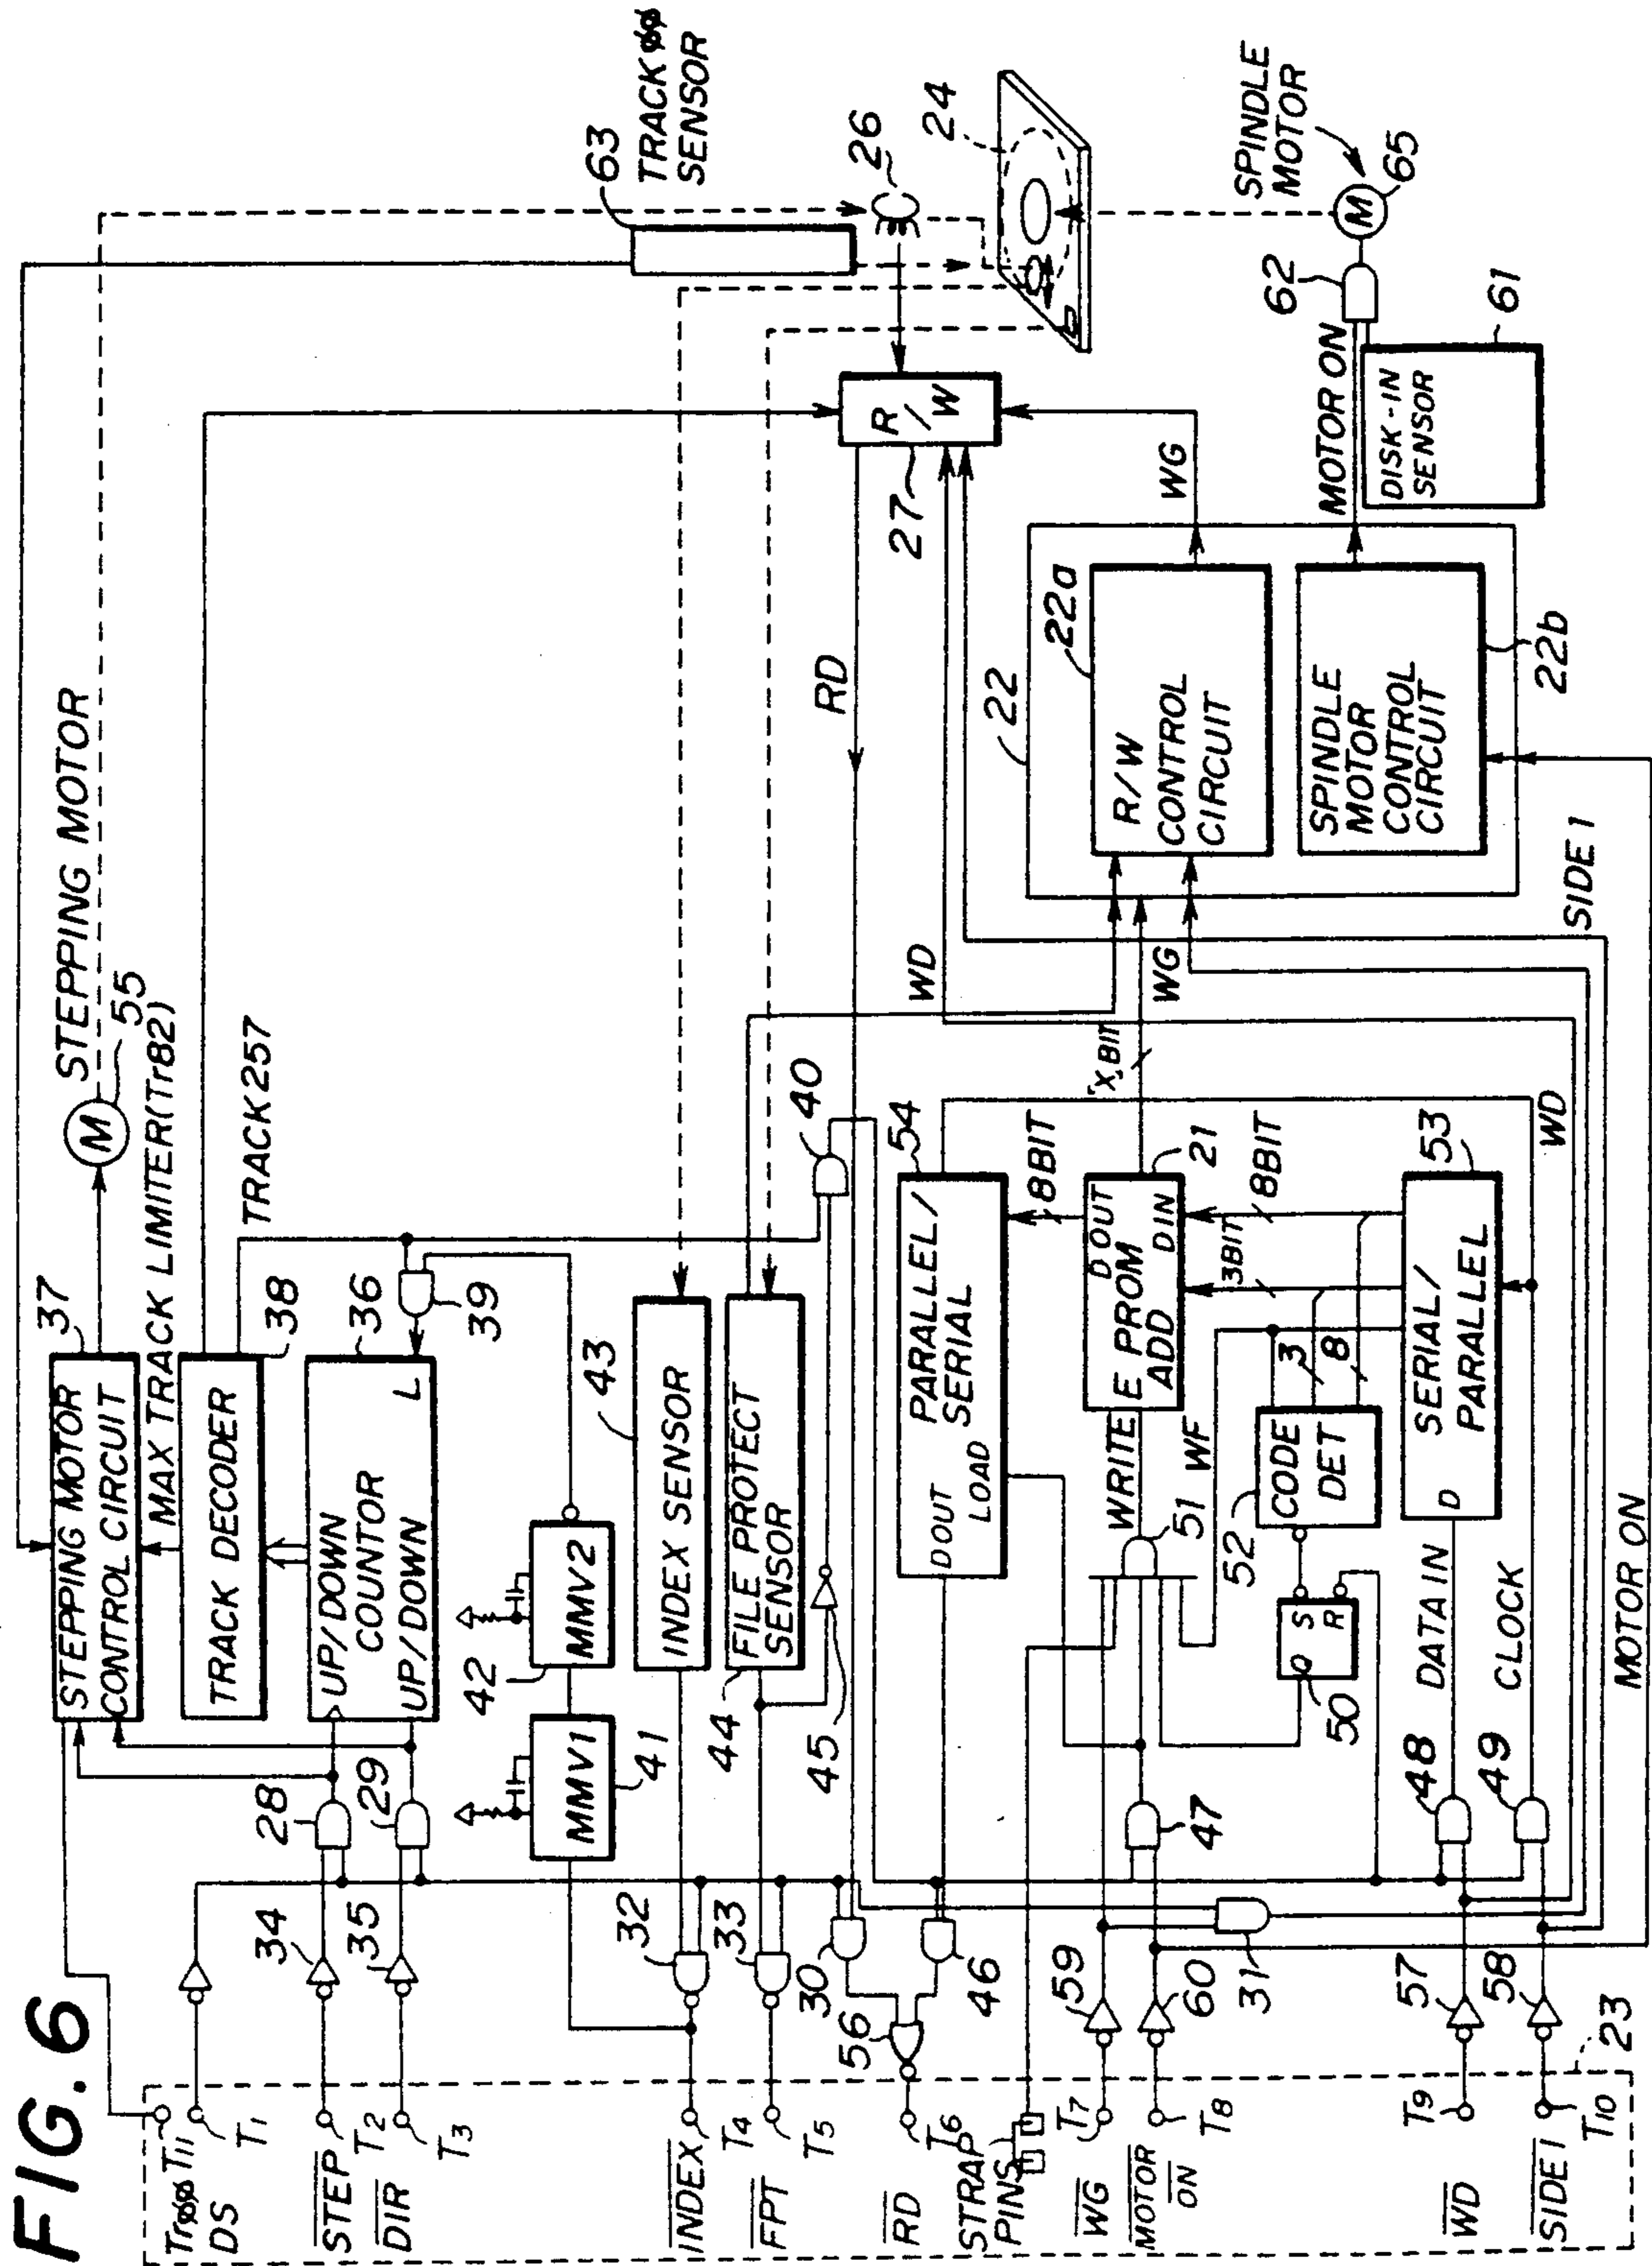 FIG. 6
Trφφ T11
DS
T1
STEP
T2
DIR
T3
INDEX
T4
FPT
T5
RD
T6
STRAP
PINS
WG
T7
MOTOR
ON
T8
WD
T9
SIDE 1
T10
23
34
35
28
29
32
33
30
56
46
59
60
31
47
57
58
48
49
STEPPING MOTOR
CONTROL CIRCUIT
37
MAX TRACK LIMITER(Tr82)
TRACK DECODER
38
TRACK 257
UP/DOWN
COUNTOR
UP/DOWN
L
36
39
M
55
STEPPING MOTOR
MMV1
41
MMV2
42
INDEX SENSOR
43
FILE PROTECT
SENSOR
44
45
40
RD
PARALLEL/
SERIAL
DOUT
LOAD
54
8BIT
WRITE
E PROM
D OUT
ADD
DIN
21
"X"BIT
3BIT
8BIT
51
WF
CODE
DET
52
3
8
Q S
R
50
SERIAL/
PARALLEL
D
53
DATA IN
CLOCK
WD
MOTOR ON
SIDE 1
WD
WG
22
R/W
CONTROL
CIRCUIT
22a
SPINDLE
MOTOR
CONTROL
CIRCUIT
22b
WG
MOTOR ON
R/W
27
DISK-IN
SENSOR
61
62
M
65
SPINDLE
MOTOR
24
26
63
TRACK φφ
SENSOR